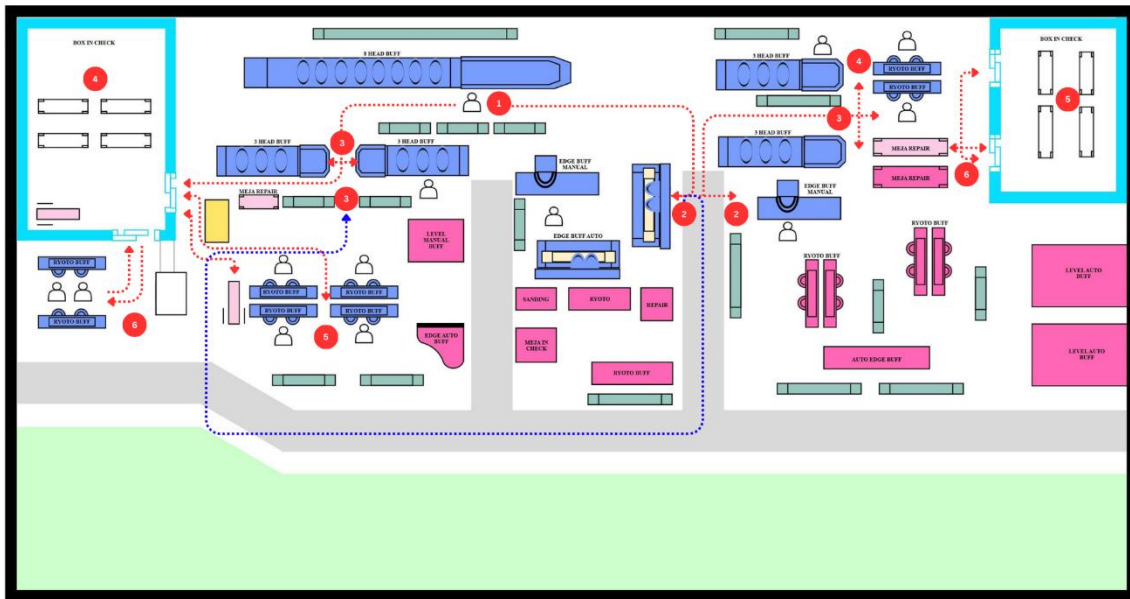 BOX IN CHECK
4
8 HEAD BUFF
1
3 HEAD BUFF
3
3 HEAD BUFF
MEJA REPAIR
3
EDGE BUFF
MANUAL
EDGE BUFF AUTO
2
LEVEL
MANUAL
BUFF
RYOTO BUFF
RYOTO BUFF
6
RYOTO BUFF
RYOTO BUFF
RYOTO BUFF
RYOTO BUFF
5
EDGE AUTO
BUFF
SANDING
RYOTO
REPAIR
MEJA IN
CHECK
RYOTO BUFF
3 HEAD BUFF
4
RYOTO BUFF
RYOTO BUFF
3
3 HEAD BUFF
MEJA REPAIR
MEJA REPAIR
6
BOX IN CHECK
5
2
EDGE BUFF
MANUAL
RYOTO BUFF
RYOTO BUFF
LEVEL AUTO
BUFF
LEVEL AUTO
BUFF
AUTO EDGE BUFF